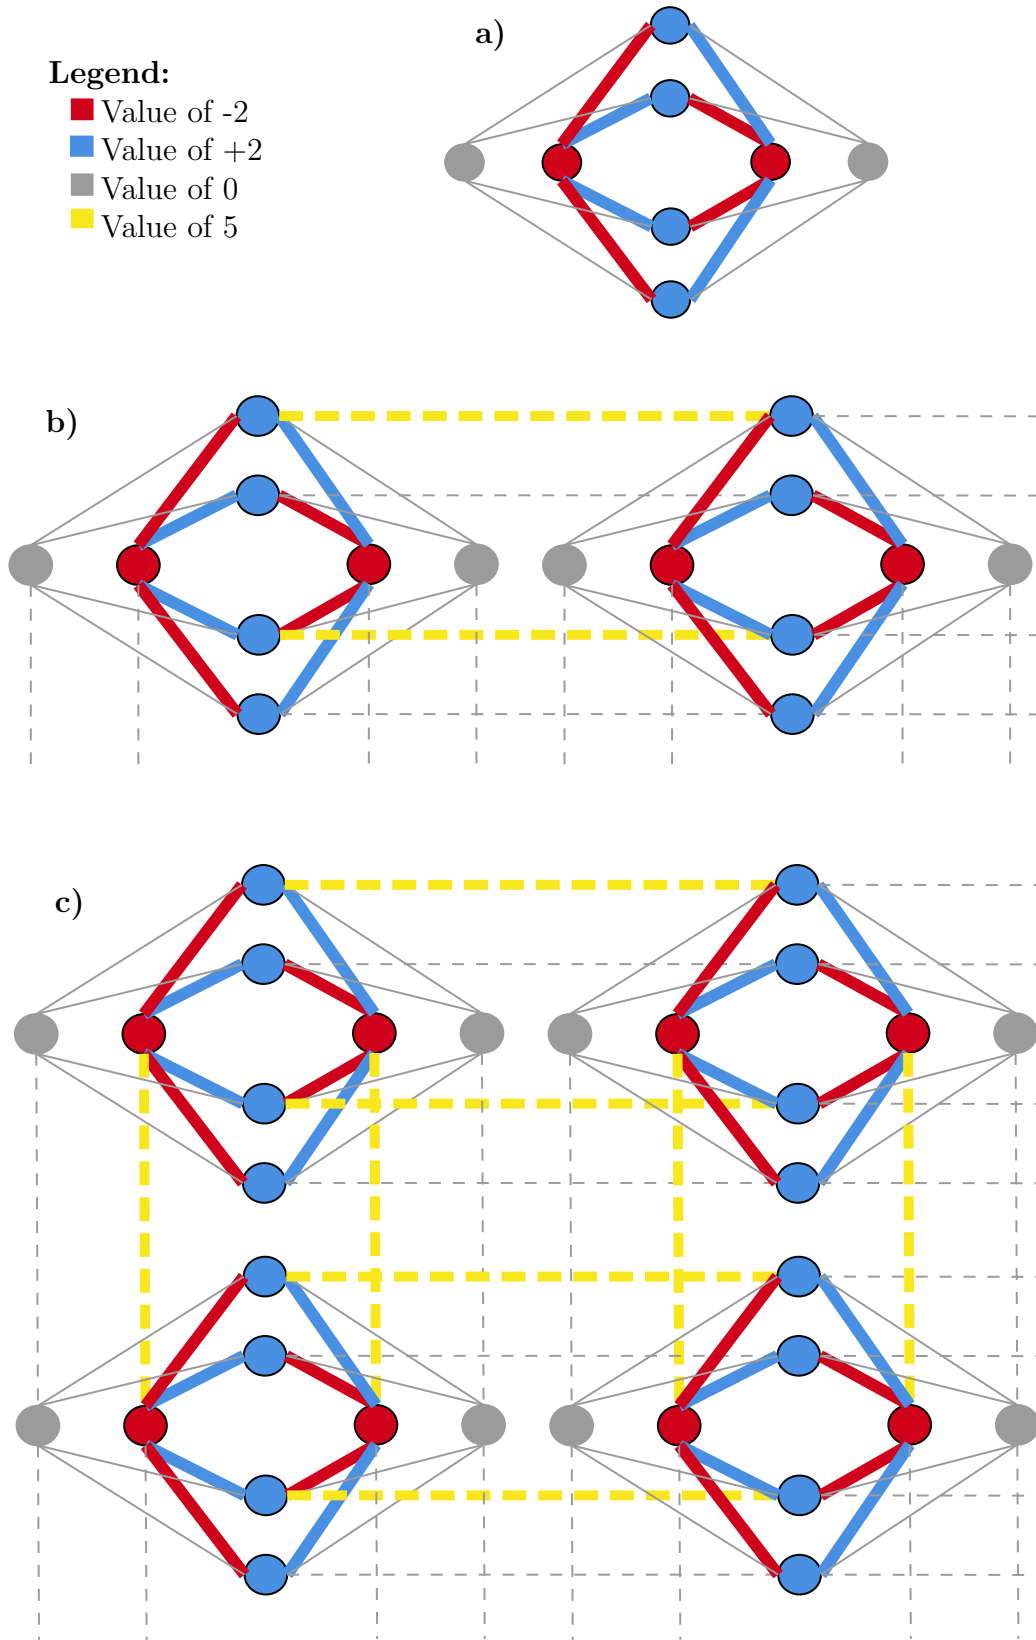 a)
Legend:
Value of -2
Value of +2
Value of 0
Value of 5
b)
c)